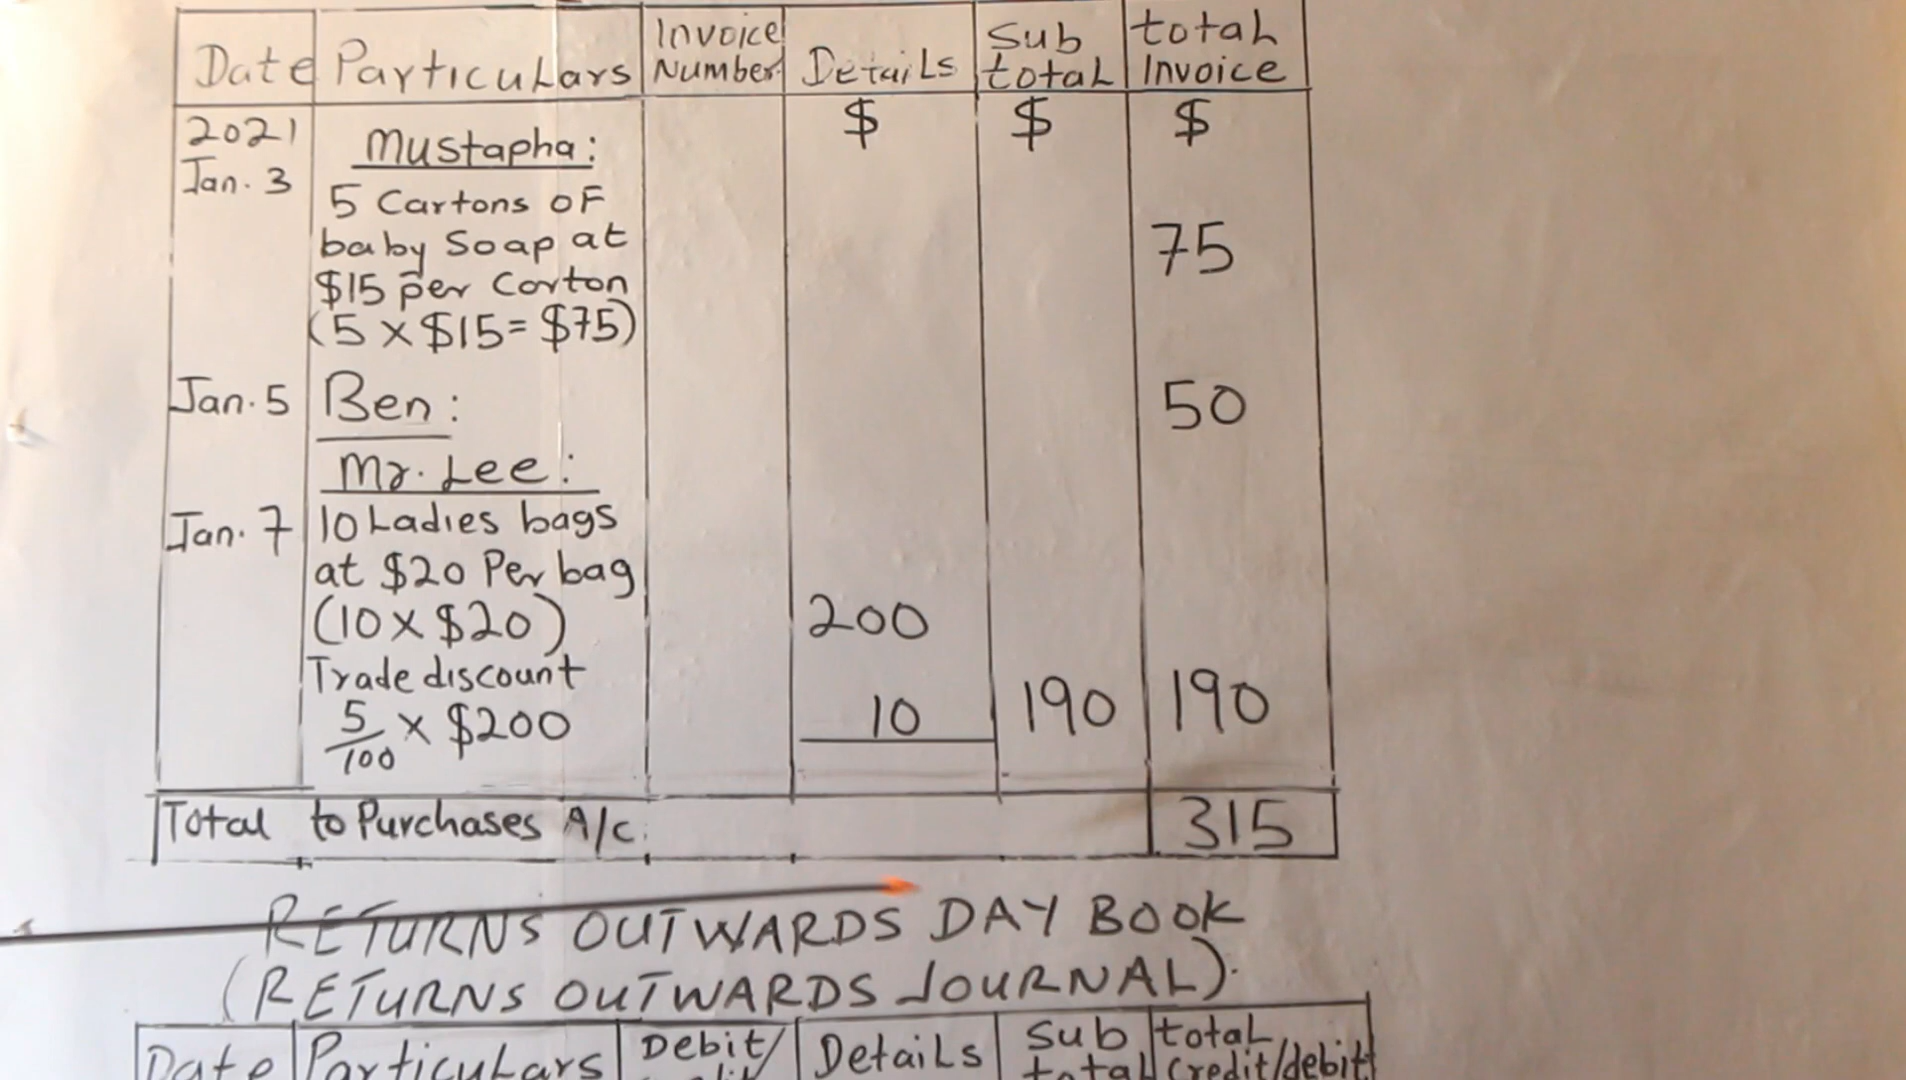 Date Particulars Invoice Number Details Sub total total Invoice
2021 $ $ $
Jan. 3 Mustapha:
5 Cartons of
baby Soap at 75
$15 per Carton
(5 x $15 = $75)
Jan. 5 Ben: 50
Mr. Lee:
Jan. 7 10 Ladies bags
at $20 Per bag
(10 x $20) 200
Trade discount
5/100 x $200 10 190 190
Total to Purchases A/c. 315
RETURNS OUTWARDS DAY BOOK
(RETURNS OUTWARDS JOURNAL).
Date Particulars Debit/ Details Sub total total credit/debit